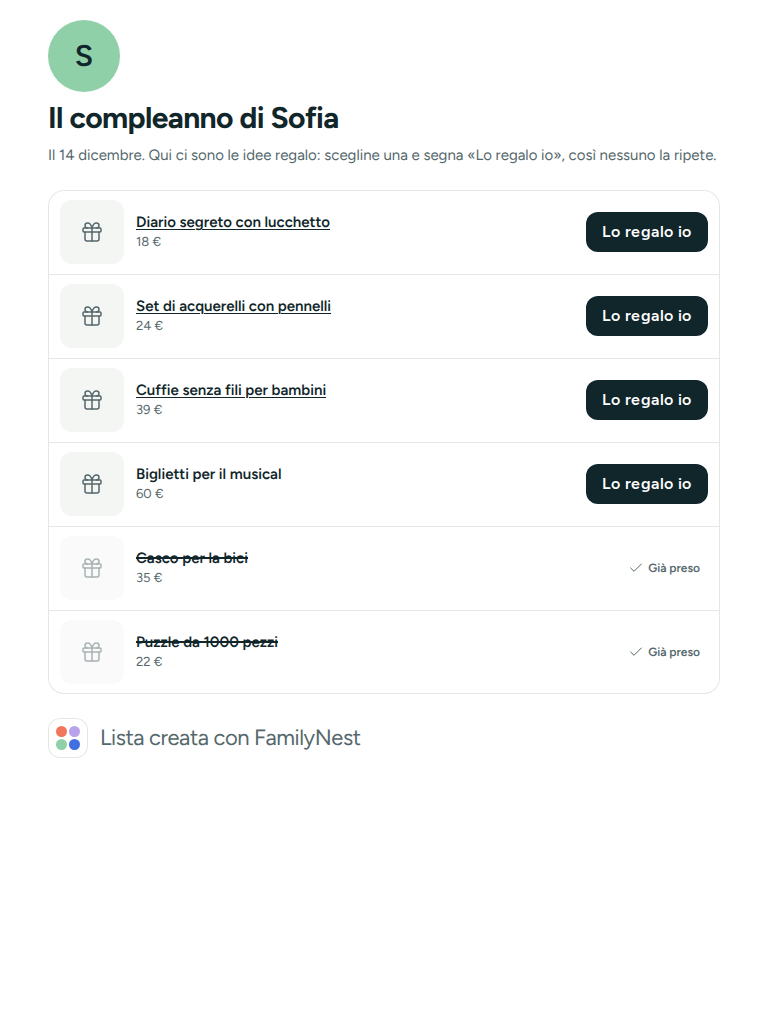 S
Il compleanno di Sofia
Il 14 dicembre. Qui ci sono le idee regalo: scegline una e segna «Lo regalo io», così nessuno la ripete.
Diario segreto con lucchetto
18 €
Lo regalo io
Set di acquerelli con pennelli
24 €
Lo regalo io
Cuffie senza fili per bambini
39 €
Lo regalo io
Biglietti per il musical
60 €
Lo regalo io
Casco per la bici
35 €
Già preso
Puzzle da 1000 pezzi
22 €
Già preso
Lista creata con FamilyNest